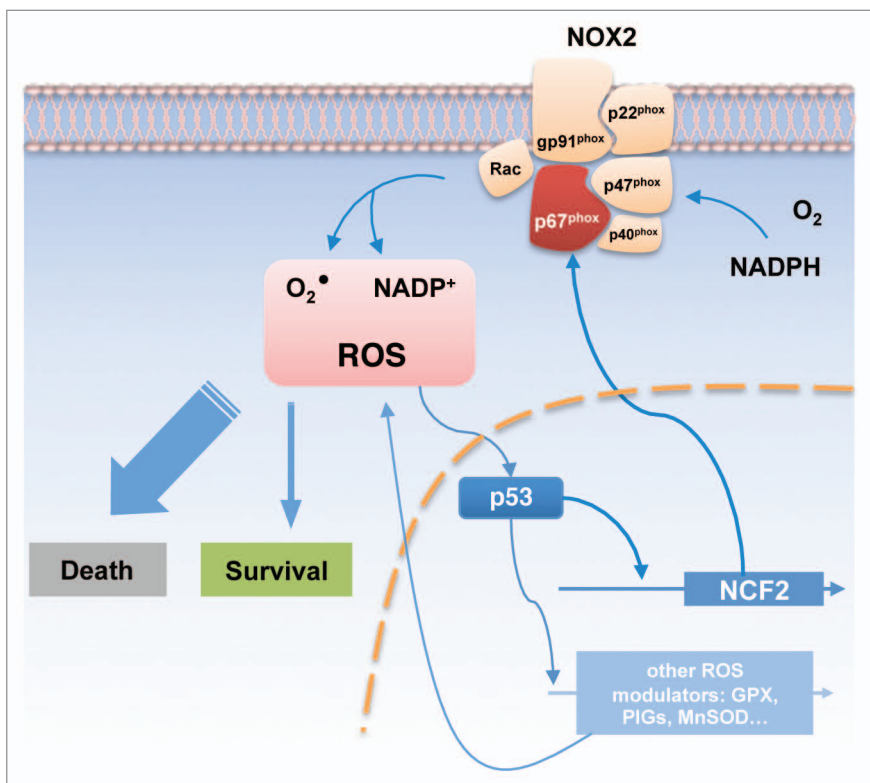 NOX2
p22phox
gp91phox
Rac
p47phox
p67phox
p40phox
O2
NADPH
O2• NADP+
ROS
p53
Death
Survival
NCF2
other ROS
modulators: GPX,
PIGs, MnSOD...